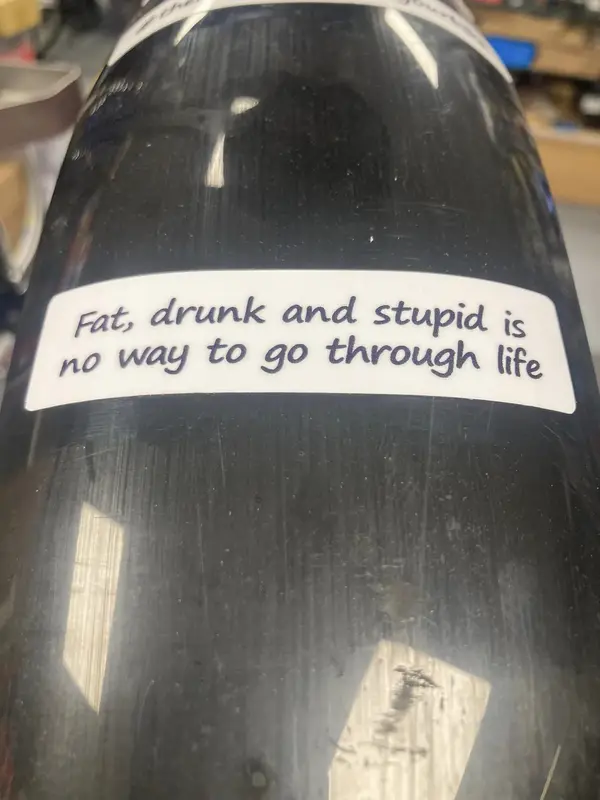 Fat, drunk and stupid is
no way to go through life